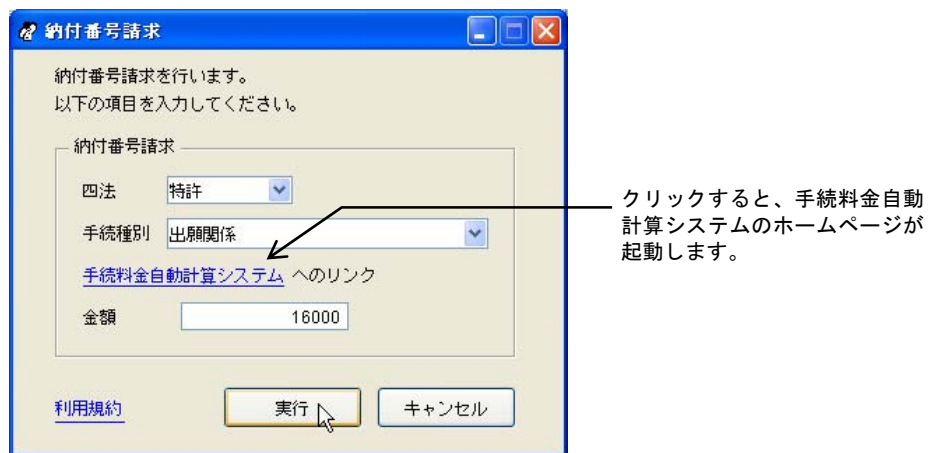 納付番号請求
納付番号請求を行います。
以下の項目を入力してください。
納付番号請求
四法 特許
手続種別 出願関係
手続料金自動計算システム へのリンク
金額 16000
利用規約 実行 キャンセル
クリックすると、手続料金自動
計算システムのホームページが
起動します。